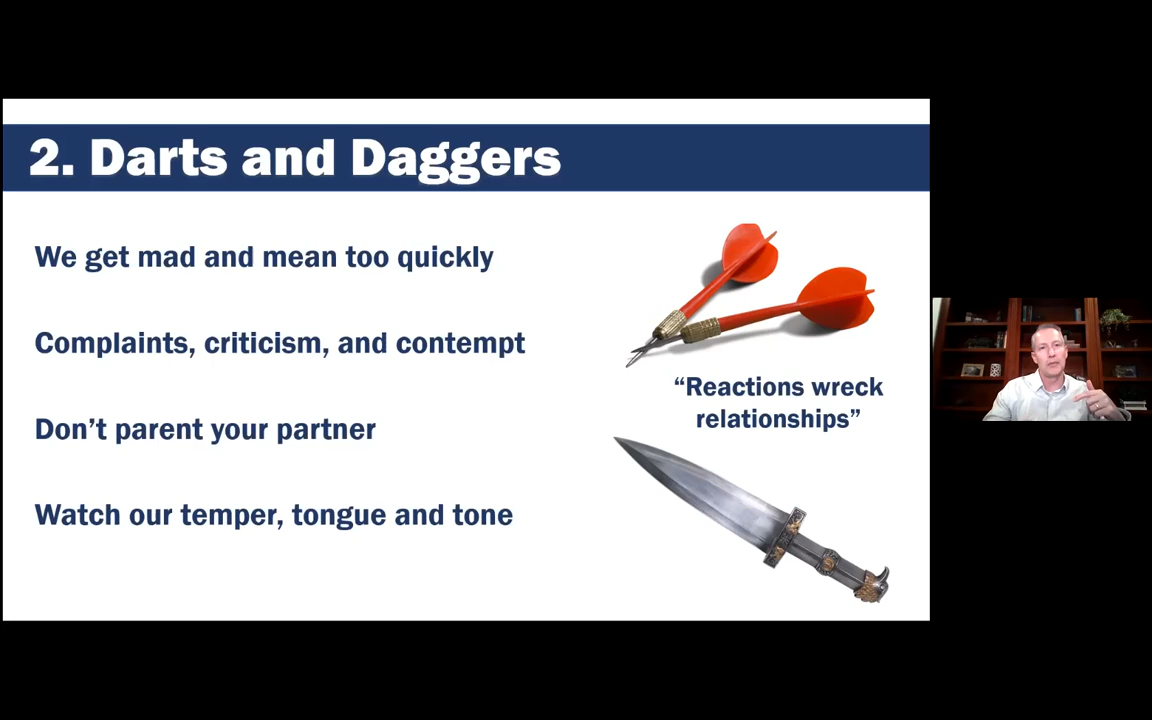 2. Darts and Daggers
We get mad and mean too quickly
Complaints, criticism, and contempt
Don’t parent your partner
Watch our temper, tongue and tone
“Reactions wreck
relationships”